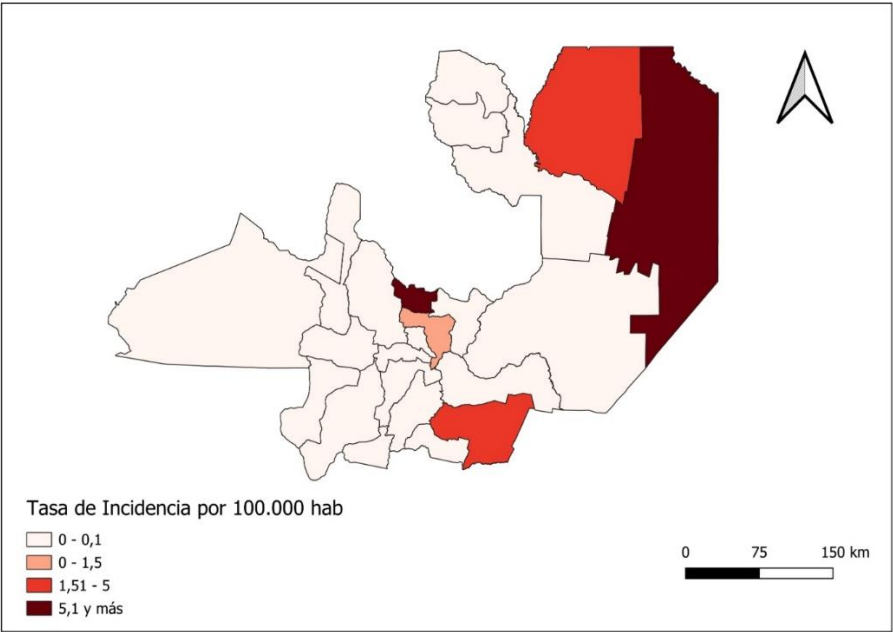 Tasa de Incidencia por 100.000 hab
0 - 0,1
0 - 1,5
1,51 - 5
5,1 y más
0 75 150 km